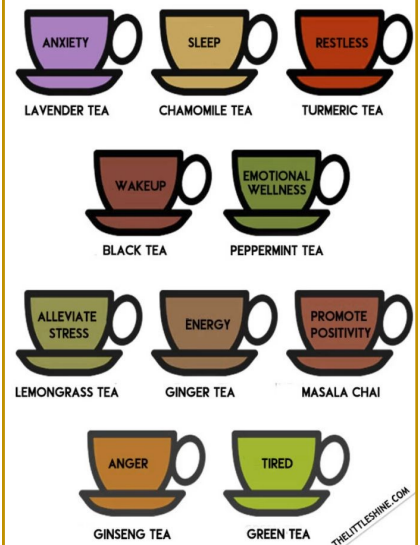 ANXIETY
SLEEP
RESTLESS
LAVENDER TEA
CHAMOMILE TEA
TURMERIC TEA
WAKEUP
EMOTIONAL
WELLNESS
BLACK TEA
PEPPERMINT TEA
ALLEVIATE
STRESS
ENERGY
PROMOTE
POSITIVITY
LEMONGRASS TEA
GINGER TEA
MASALA CHAI
ANGER
TIRED
GINSENG TEA
GREEN TEA
THELITTLESHINE.COM